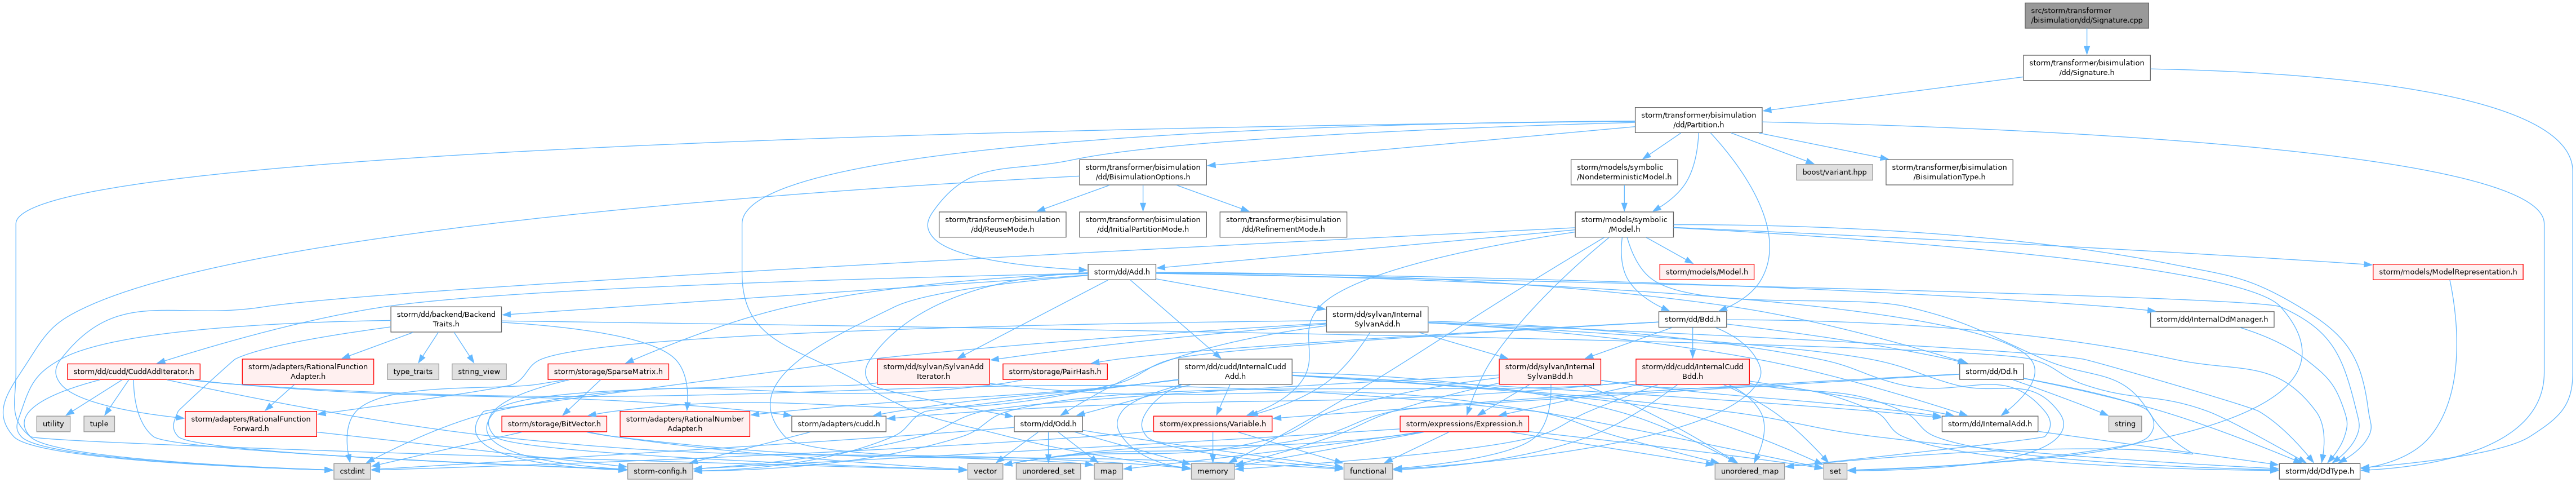 src/storm/transformer
/bisimulation/dd/Signature.cpp
storm/transformer/bisimulation
/dd/Signature.h
storm/transformer/bisimulation
/dd/Partition.h
storm/transformer/bisimulation
/dd/BisimulationOptions.h
storm/models/symbolic
/NondeterministicModel.h
boost/variant.hpp
storm/transformer/bisimulation
/BisimulationType.h
storm/transformer/bisimulation
/dd/ReuseMode.h
storm/transformer/bisimulation
/dd/InitialPartitionMode.h
storm/transformer/bisimulation
/dd/RefinementMode.h
storm/models/symbolic
/Model.h
storm/dd/Add.h
storm/models/Model.h
storm/models/ModelRepresentation.h
storm/dd/backend/Backend
Traits.h
storm/dd/sylvan/Internal
SylvanAdd.h
storm/dd/Bdd.h
storm/dd/InternalDdManager.h
storm/dd/cudd/CuddAddIterator.h
storm/adapters/RationalFunction
Adapter.h
type_traits
string_view
storm/storage/SparseMatrix.h
storm/dd/sylvan/SylvanAdd
Iterator.h
storm/storage/PairHash.h
storm/dd/cudd/InternalCudd
Add.h
storm/dd/sylvan/Internal
SylvanBdd.h
storm/dd/cudd/InternalCudd
Bdd.h
storm/dd/Dd.h
utility
tuple
storm/adapters/RationalFunction
Forward.h
storm/storage/BitVector.h
storm/adapters/RationalNumber
Adapter.h
storm/adapters/cudd.h
storm/dd/Odd.h
storm/expressions/Variable.h
storm/expressions/Expression.h
storm/dd/InternalAdd.h
string
cstdint
storm-config.h
vector
unordered_set
map
memory
functional
unordered_map
set
storm/dd/DdType.h